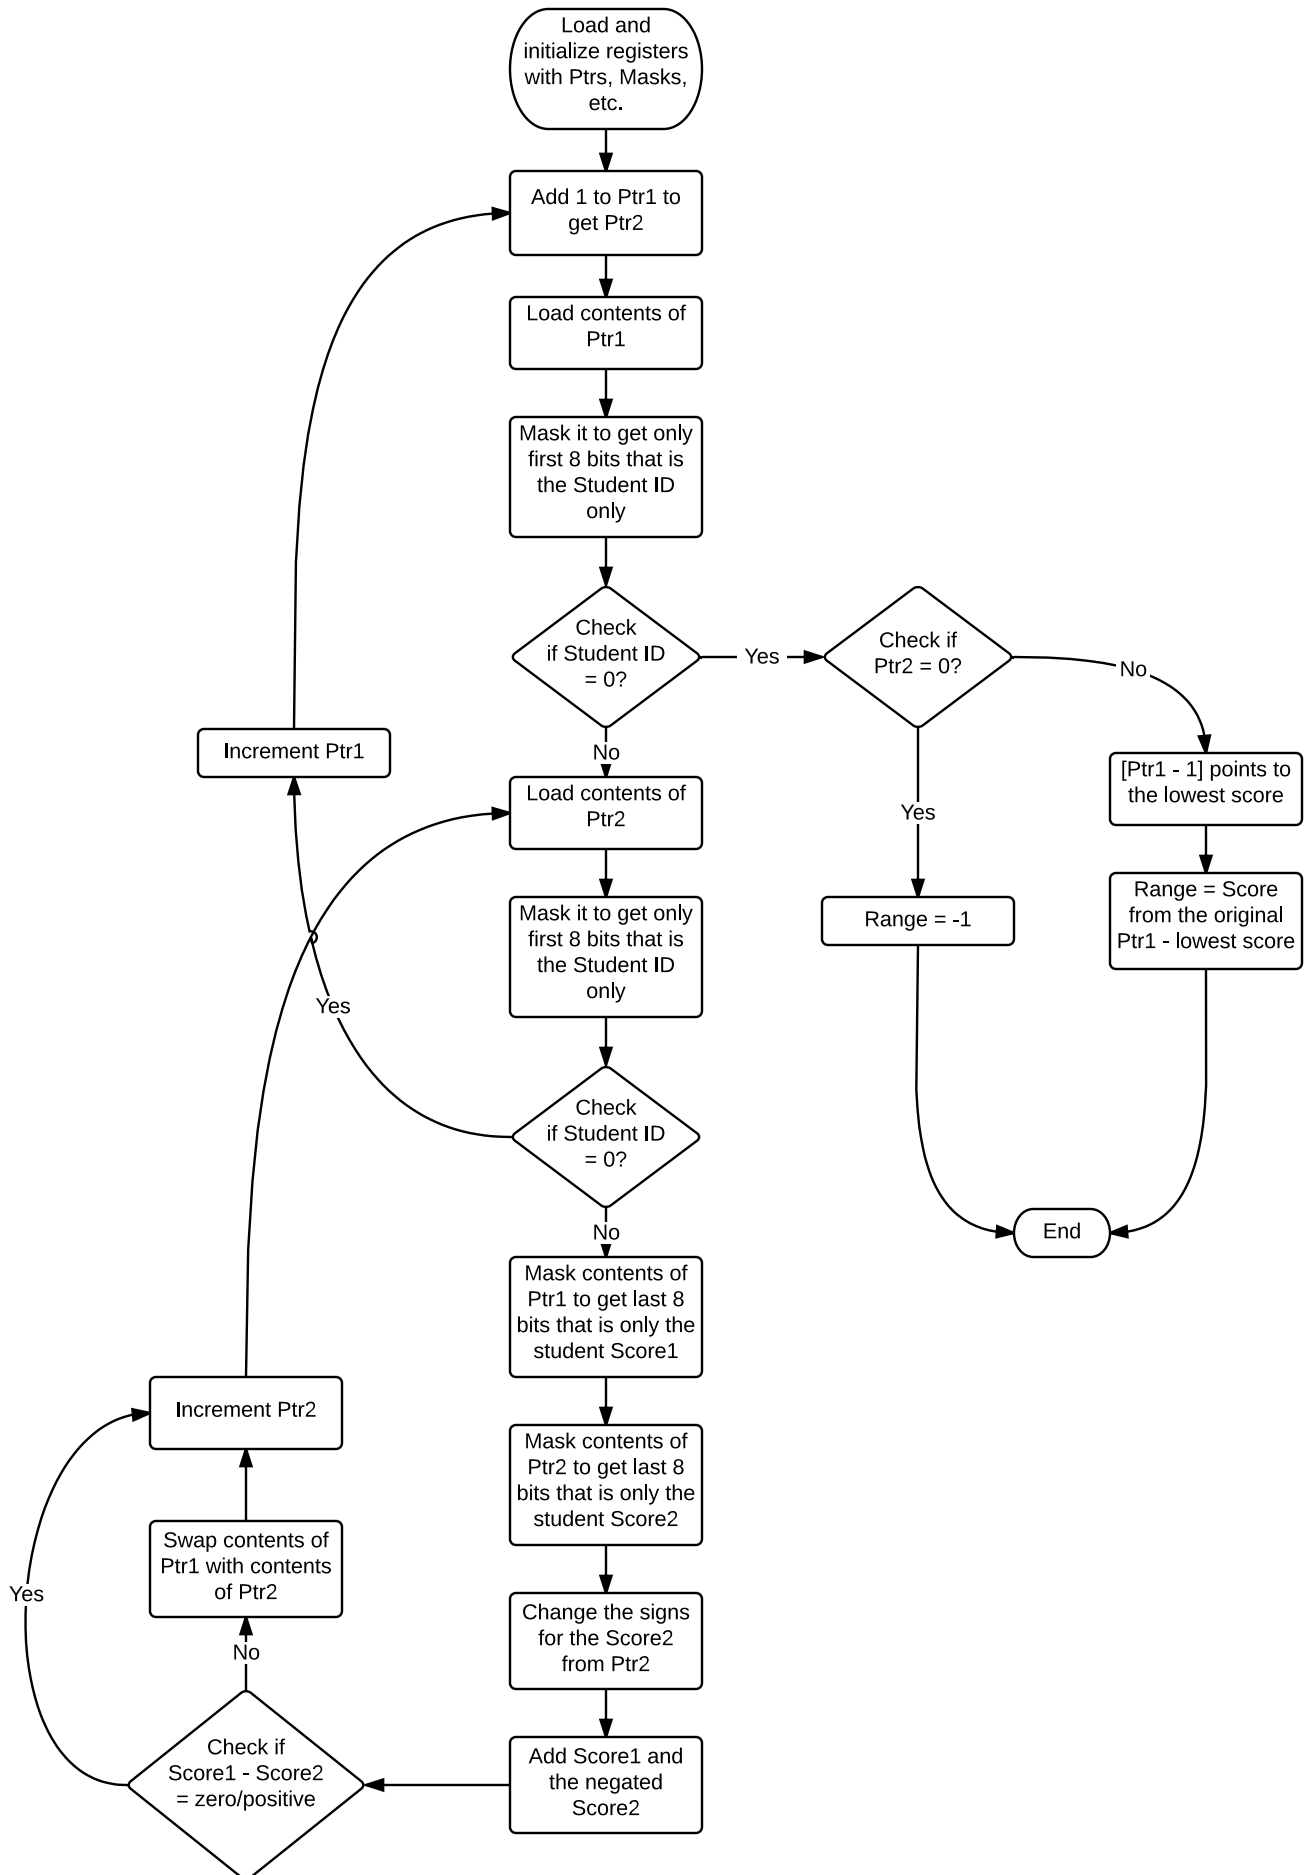 Load and
initialize registers
with Ptrs, Masks,
etc.
Add 1 to Ptr1 to
get Ptr2
Load contents of
Ptr1
Mask it to get only
first 8 bits that is
the Student ID
only
Check
if Student ID
= 0?
Yes
Check if
Ptr2 = 0?
No
No
Increment Ptr1
[Ptr1 - 1] points to
the lowest score
Load contents of
Ptr2
Yes
Range = Score
from the original
Ptr1 - lowest score
Range = -1
Mask it to get only
first 8 bits that is
the Student ID
only
Yes
Check
if Student ID
= 0?
End
No
Mask contents of
Ptr1 to get last 8
bits that is only the
student Score1
Increment Ptr2
Mask contents of
Ptr2 to get last 8
bits that is only the
student Score2
Swap contents of
Ptr1 with contents
of Ptr2
Yes
Change the signs
for the Score2
from Ptr2
No
Check if
Score1 - Score2
= zero/positive
Add Score1 and
the negated
Score2